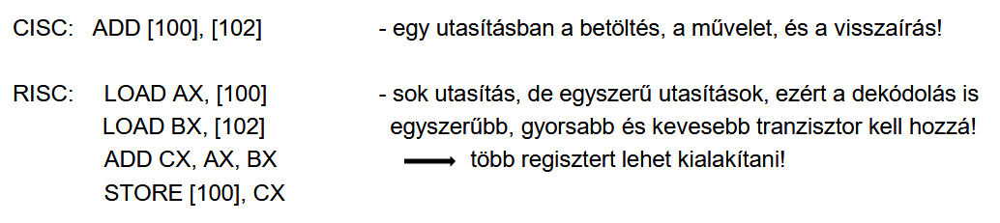 CISC: ADD [100], [102] - egy utasításban a betöltés, a művelet, és a visszaírás!
RISC: LOAD AX, [100] - sok utasítás, de egyszerű utasítások, ezért a dekódolás is
LOAD BX, [102] egyszerűbb, gyorsabb és kevesebb tranzisztor kell hozzá!
ADD CX, AX, BX több regisztert lehet kialakítani!
STORE [100], CX